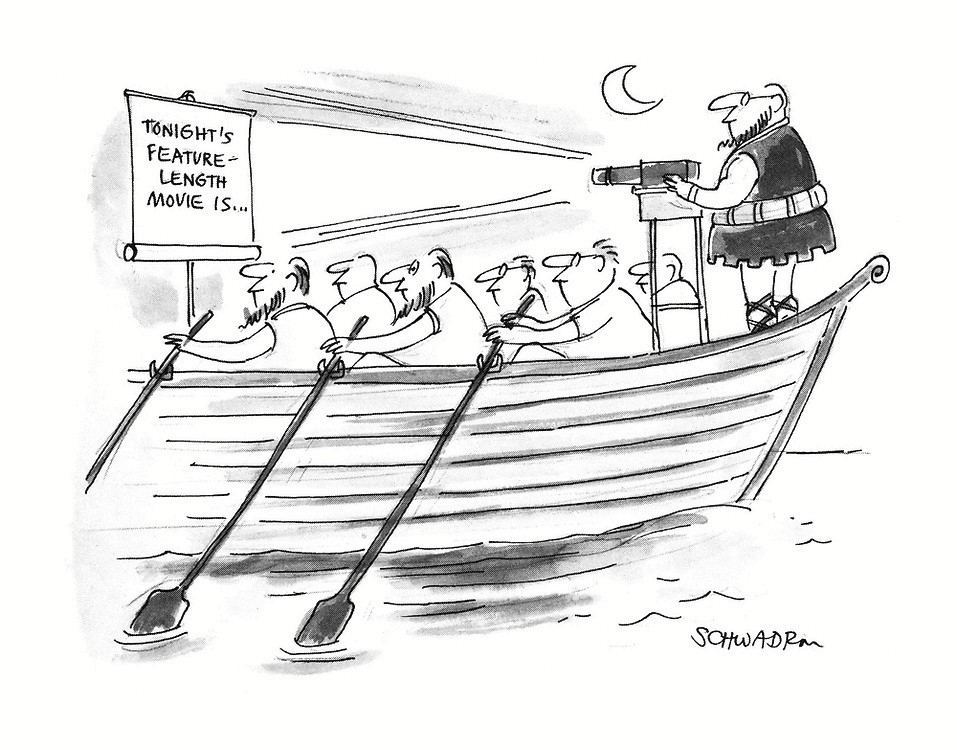 TONIGHT'S
FEATURE-
LENGTH
MOVIE IS...
SCHWADRON